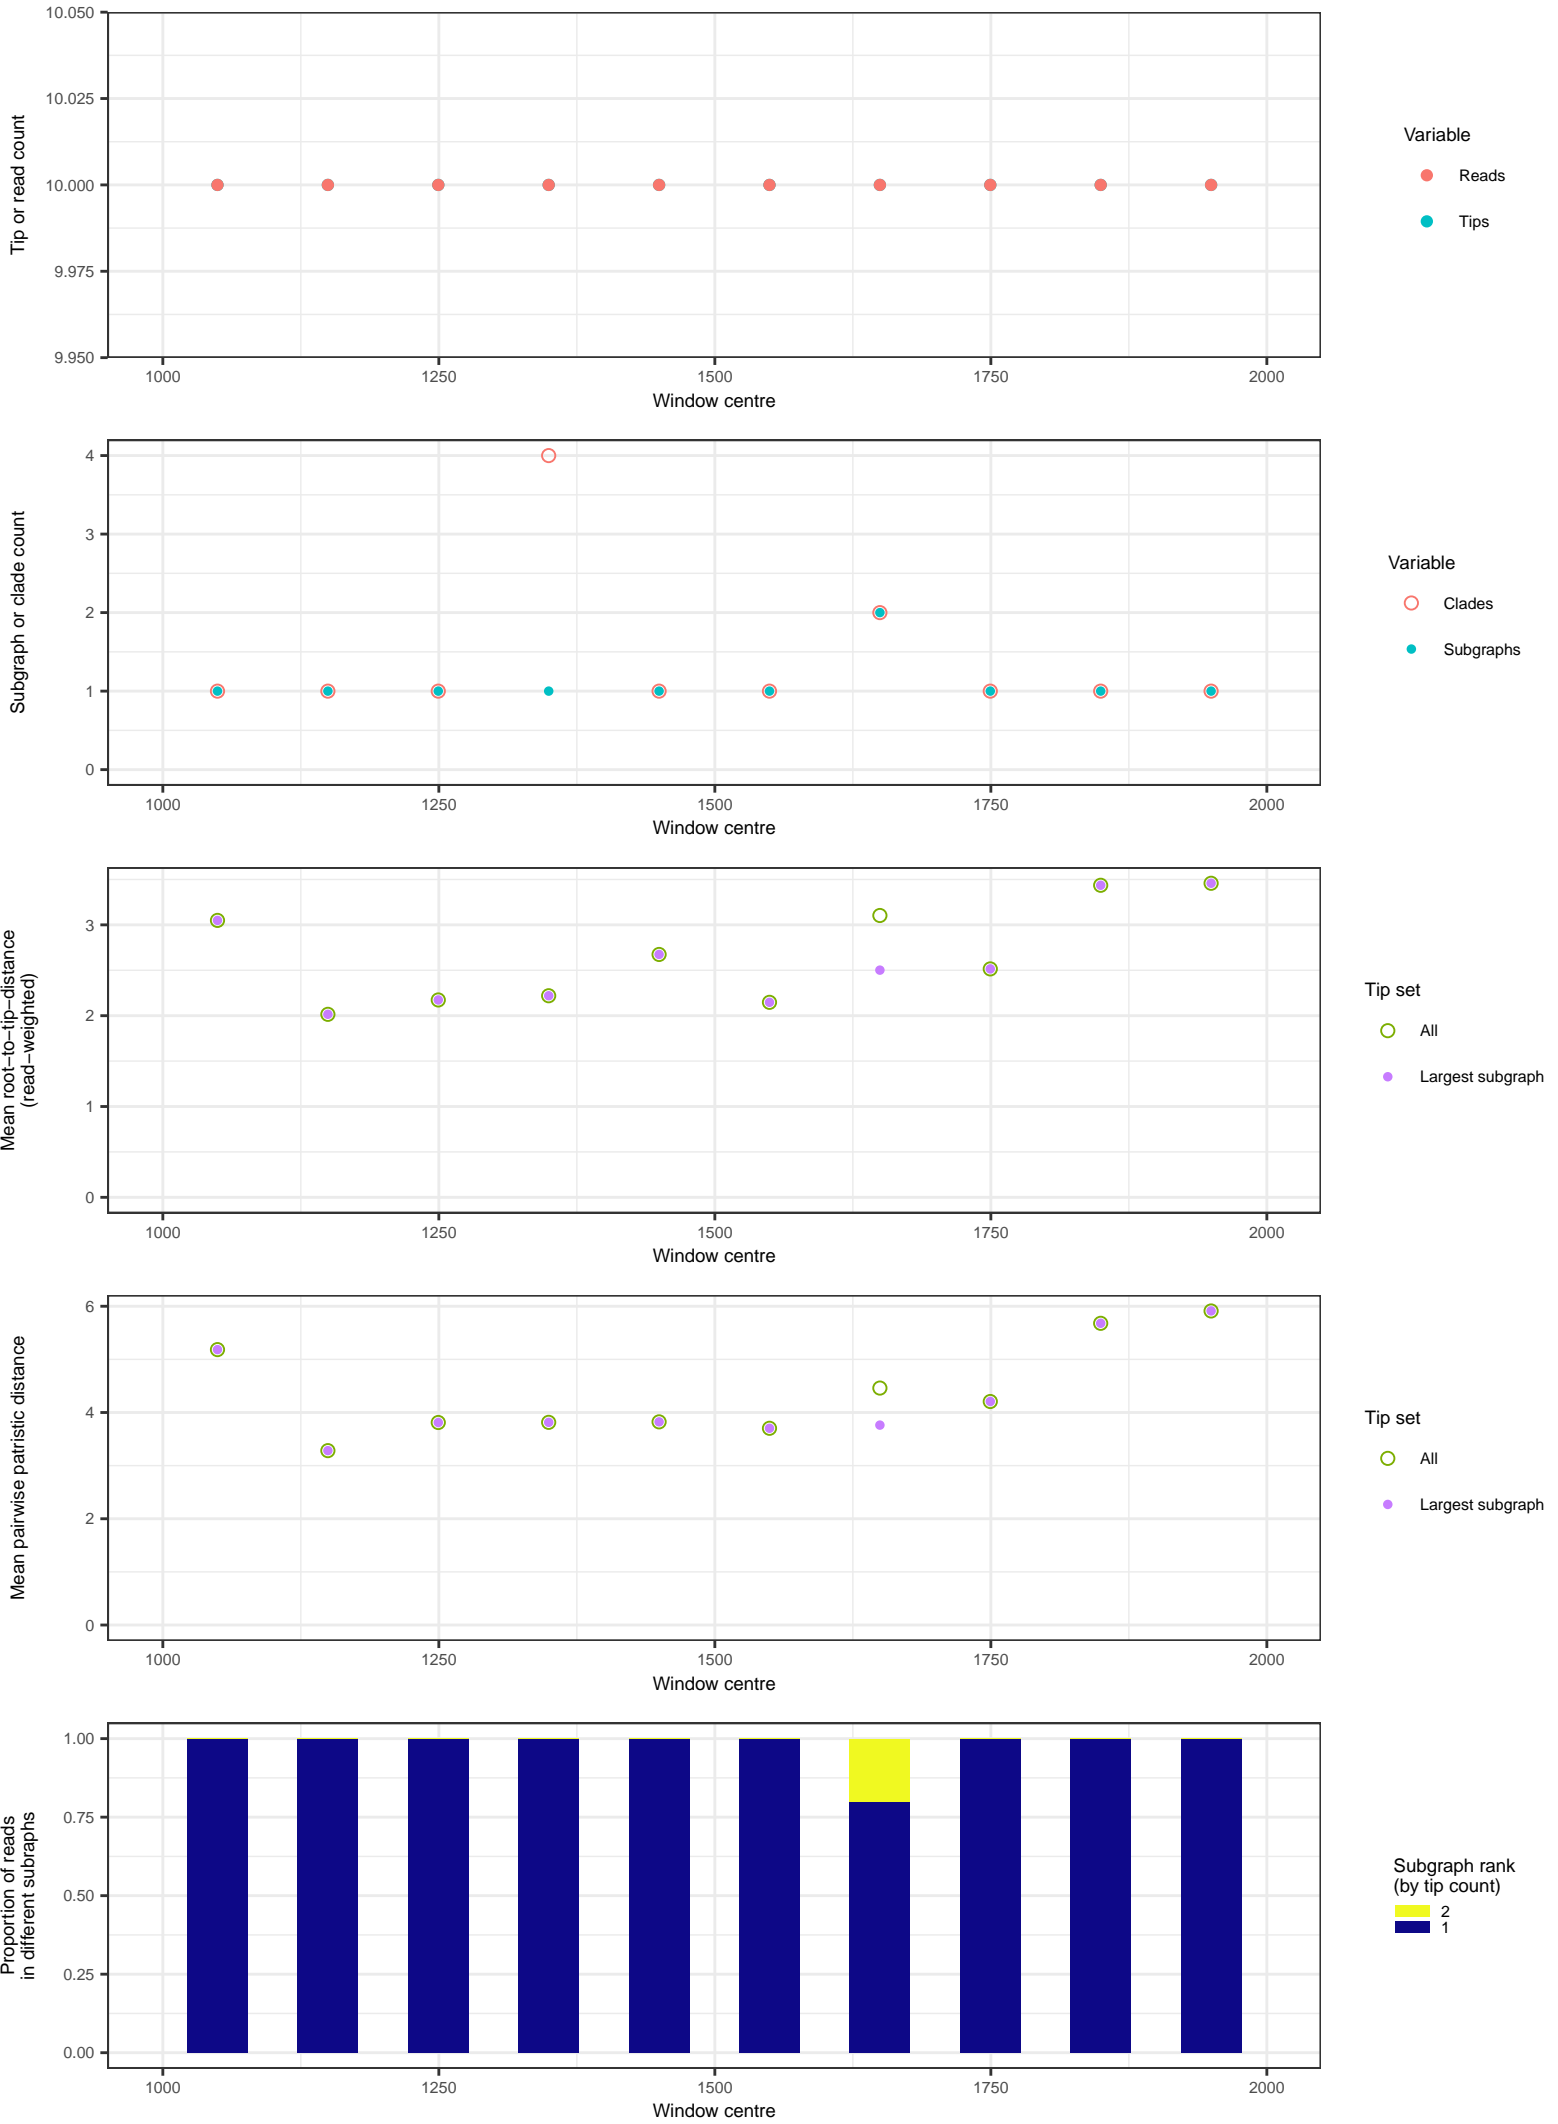 10.050
10.025
10.000
9.975
9.950
Tip or read count
1000 1250 1500 1750 2000
Window centre
Variable
Reads
Tips
4
3
2
1
0
Subgraph or clade count
1000 1250 1500 1750 2000
Window centre
Variable
Clades
Subgraphs
3
2
1
0
Mean root−to−tip−distance
(read−weighted)
1000 1250 1500 1750 2000
Window centre
Tip set
All
Largest subgraph
6
4
2
0
Mean pairwise patristic distance
1000 1250 1500 1750 2000
Window centre
Tip set
All
Largest subgraph
1.00
0.75
0.50
0.25
0.00
Proportion of reads
in different subraphs
1000 1250 1500 1750 2000
Window centre
Subgraph rank
(by tip count)
2
1